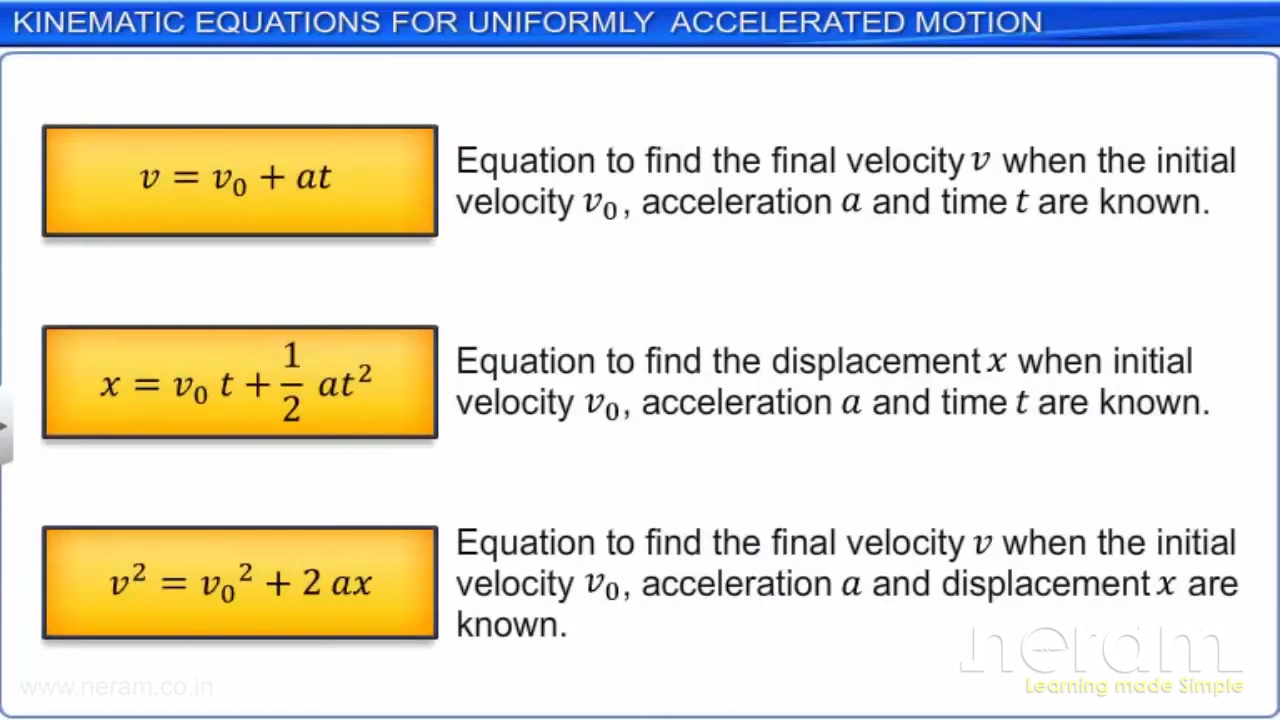 KINEMATIC EQUATIONS FOR UNIFORMLY ACCELERATED MOTION
v = v₀ + at
Equation to find the final velocity v when the initial
velocity v₀, acceleration a and time t are known.
x = v₀ t + 1/2 at²
Equation to find the displacement x when initial
velocity v₀, acceleration a and time t are known.
v² = v₀² + 2 ax
Equation to find the final velocity v when the initial
velocity v₀, acceleration a and displacement x are
known.
neram
Learning made Simple
www.neram.co.in